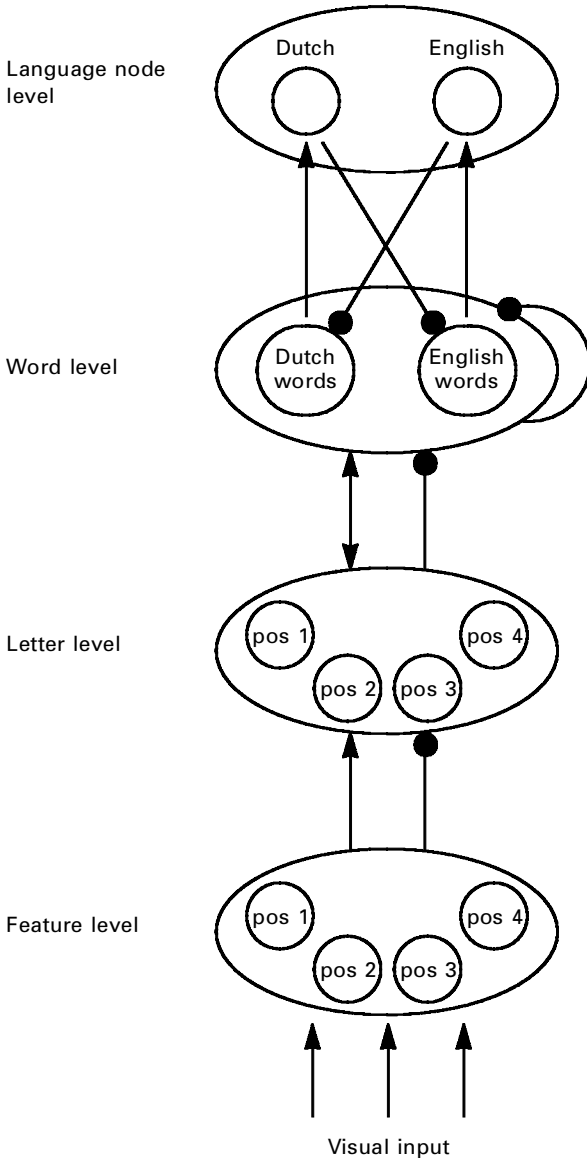 Dutch
English
Language node
level
Word level
Dutch
words
English
words
Letter level
pos 1
pos 4
pos 2
pos 3
Feature level
pos 1
pos 4
pos 2
pos 3
Visual input